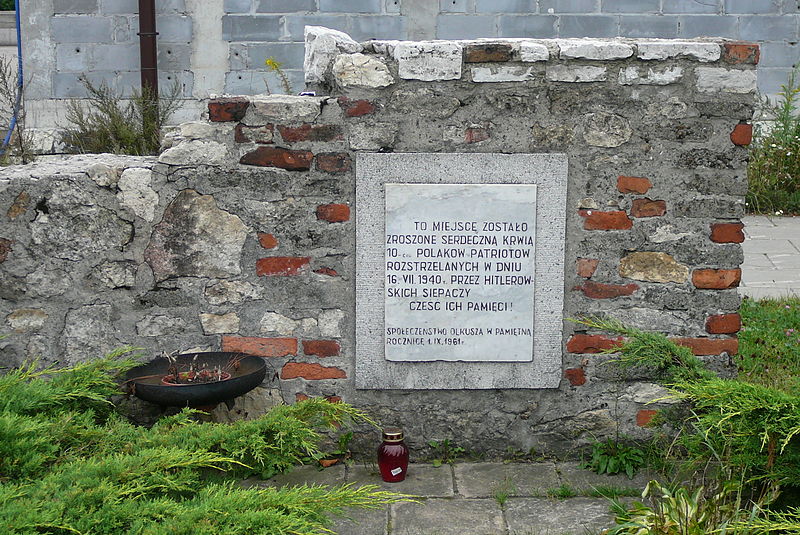 TO MIEJSCE ZOSTAŁO
ZROSZONE SERDECZNĄ KRWIĄ
10-CIU POLAKÓW PATRIOTÓW
ROZSTRZELANYCH W DNIU
16.VII.1940 r. PRZEZ HITLEROW-
SKICH SIEPACZY
CZEŚĆ ICH PAMIĘCI!
SPOŁECZEŃSTWO OLKUSZA W PAMIĘTNĄ
ROCZNICĘ 1.IX.1961r.